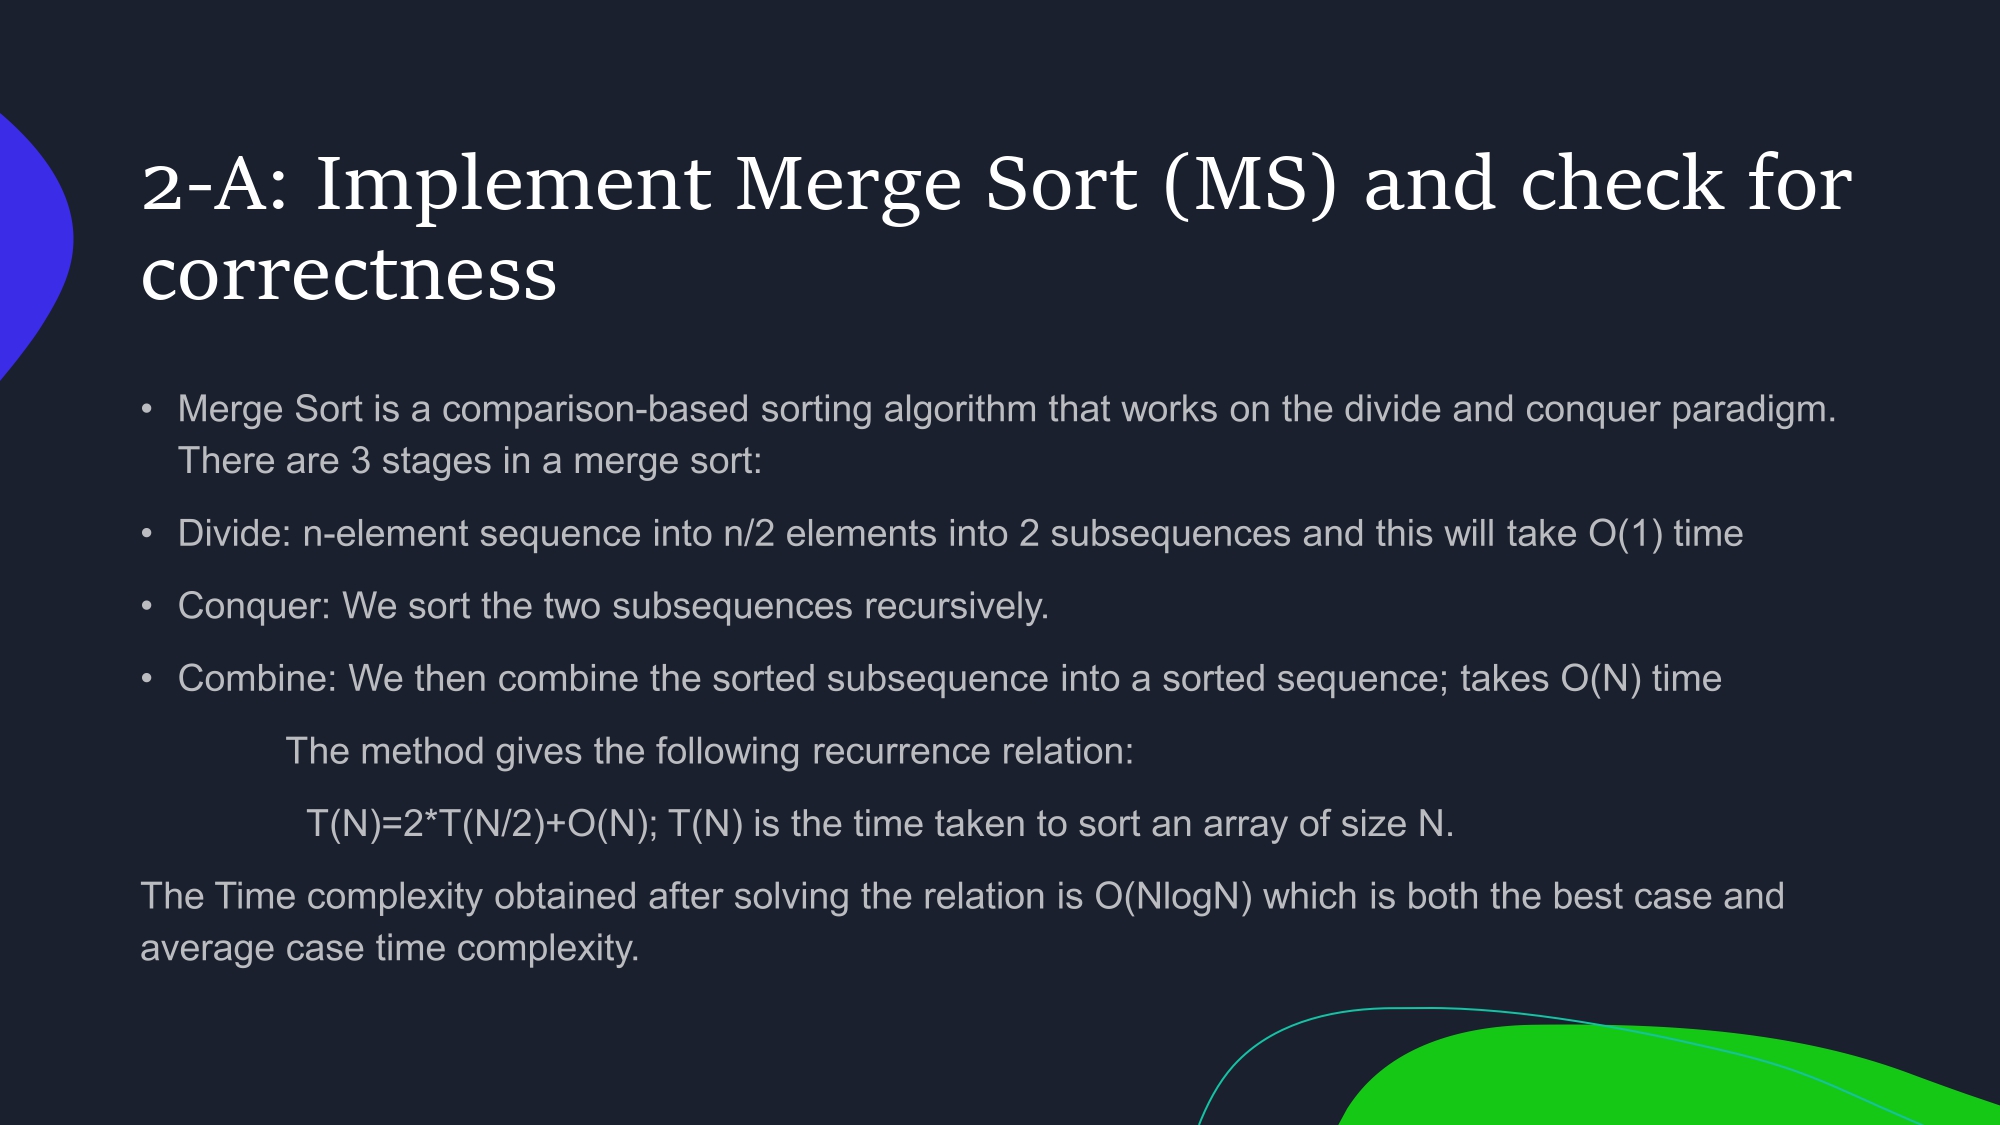 2-A: Implement Merge Sort (MS) and check for
correctness
• Merge Sort is a comparison-based sorting algorithm that works on the divide and conquer paradigm.
There are 3 stages in a merge sort:
• Divide: n-element sequence into n/2 elements into 2 subsequences and this will take O(1) time
• Conquer: We sort the two subsequences recursively.
• Combine: We then combine the sorted subsequence into a sorted sequence; takes O(N) time
The method gives the following recurrence relation:
T(N)=2*T(N/2)+O(N); T(N) is the time taken to sort an array of size N.
The Time complexity obtained after solving the relation is O(NlogN) which is both the best case and
average case time complexity.